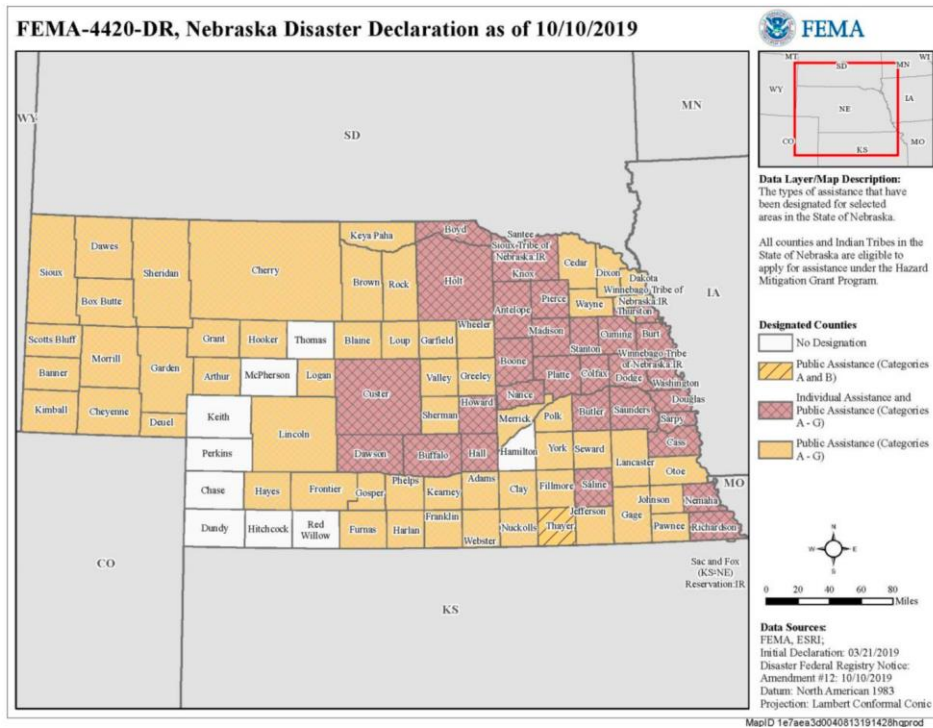 FEMA-4420-DR, Nebraska Disaster Declaration as of 10/10/2019
FEMA
MT
SD
MN
WI
WY
NE
IA
CO
KS
MO
WY
SD
MN
IA
MO
CO
KS
Data Layer/Map Description:
The types of assistance that have
been designated for selected
areas in the State of Nebraska.
All counties and Indian Tribes in the
State of Nebraska are eligible to
apply for assistance under the Hazard
Mitigation Grant Program.
Designated Counties
No Designation
Public Assistance (Categories
A and B)
Individual Assistance and
Public Assistance (Categories
A - G)
Public Assistance (Categories
A - G)
Sioux
Dawes
Box Butte
Sheridan
Cherry
Keya Paha
Brown
Rock
Boyd
Holt
Santee
Sioux Tribe of
Nebraska IR
Knox
Cedar
Dixon
Dakota
Winnebago Tribe of
Nebraska IR
Thurston
Antelope
Pierce
Wayne
Scotts Bluff
Banner
Kimball
Morrill
Cheyenne
Garden
Deuel
Grant
Hooker
Thomas
Blaine
Loup
Garfield
Wheeler
Madison
Stanton
Cuming
Burt
Winnebago Tribe
of Nebraska IR
Arthur
McPherson
Logan
Custer
Valley
Greeley
Boone
Platte
Colfax
Dodge
Washington
Douglas
Sarpy
Keith
Lincoln
Sherman
Howard
Nance
Merrick
Polk
Butler
Saunders
Cass
Perkins
Dawson
Buffalo
Hall
Hamilton
York
Seward
Lancaster
Otoe
Chase
Hayes
Frontier
Gosper
Phelps
Kearney
Adams
Clay
Fillmore
Saline
Johnson
Nemaha
Dundy
Hitchcock
Red
Willow
Furnas
Harlan
Franklin
Webster
Nuckolls
Thayer
Jefferson
Gage
Pawnee
Richardson
Sac and Fox
(KS-NE)
Reservation IR
N
W
E
S
0 20 40 60 80
Miles
Data Sources:
FEMA, ESRI;
Initial Declaration: 03/21/2019
Disaster Federal Registry Notice:
Amendment #12: 10/10/2019
Datum: North American 1983
Projection: Lambert Conformal Conic
MapID 1e7aea3d0040813191428hqprod